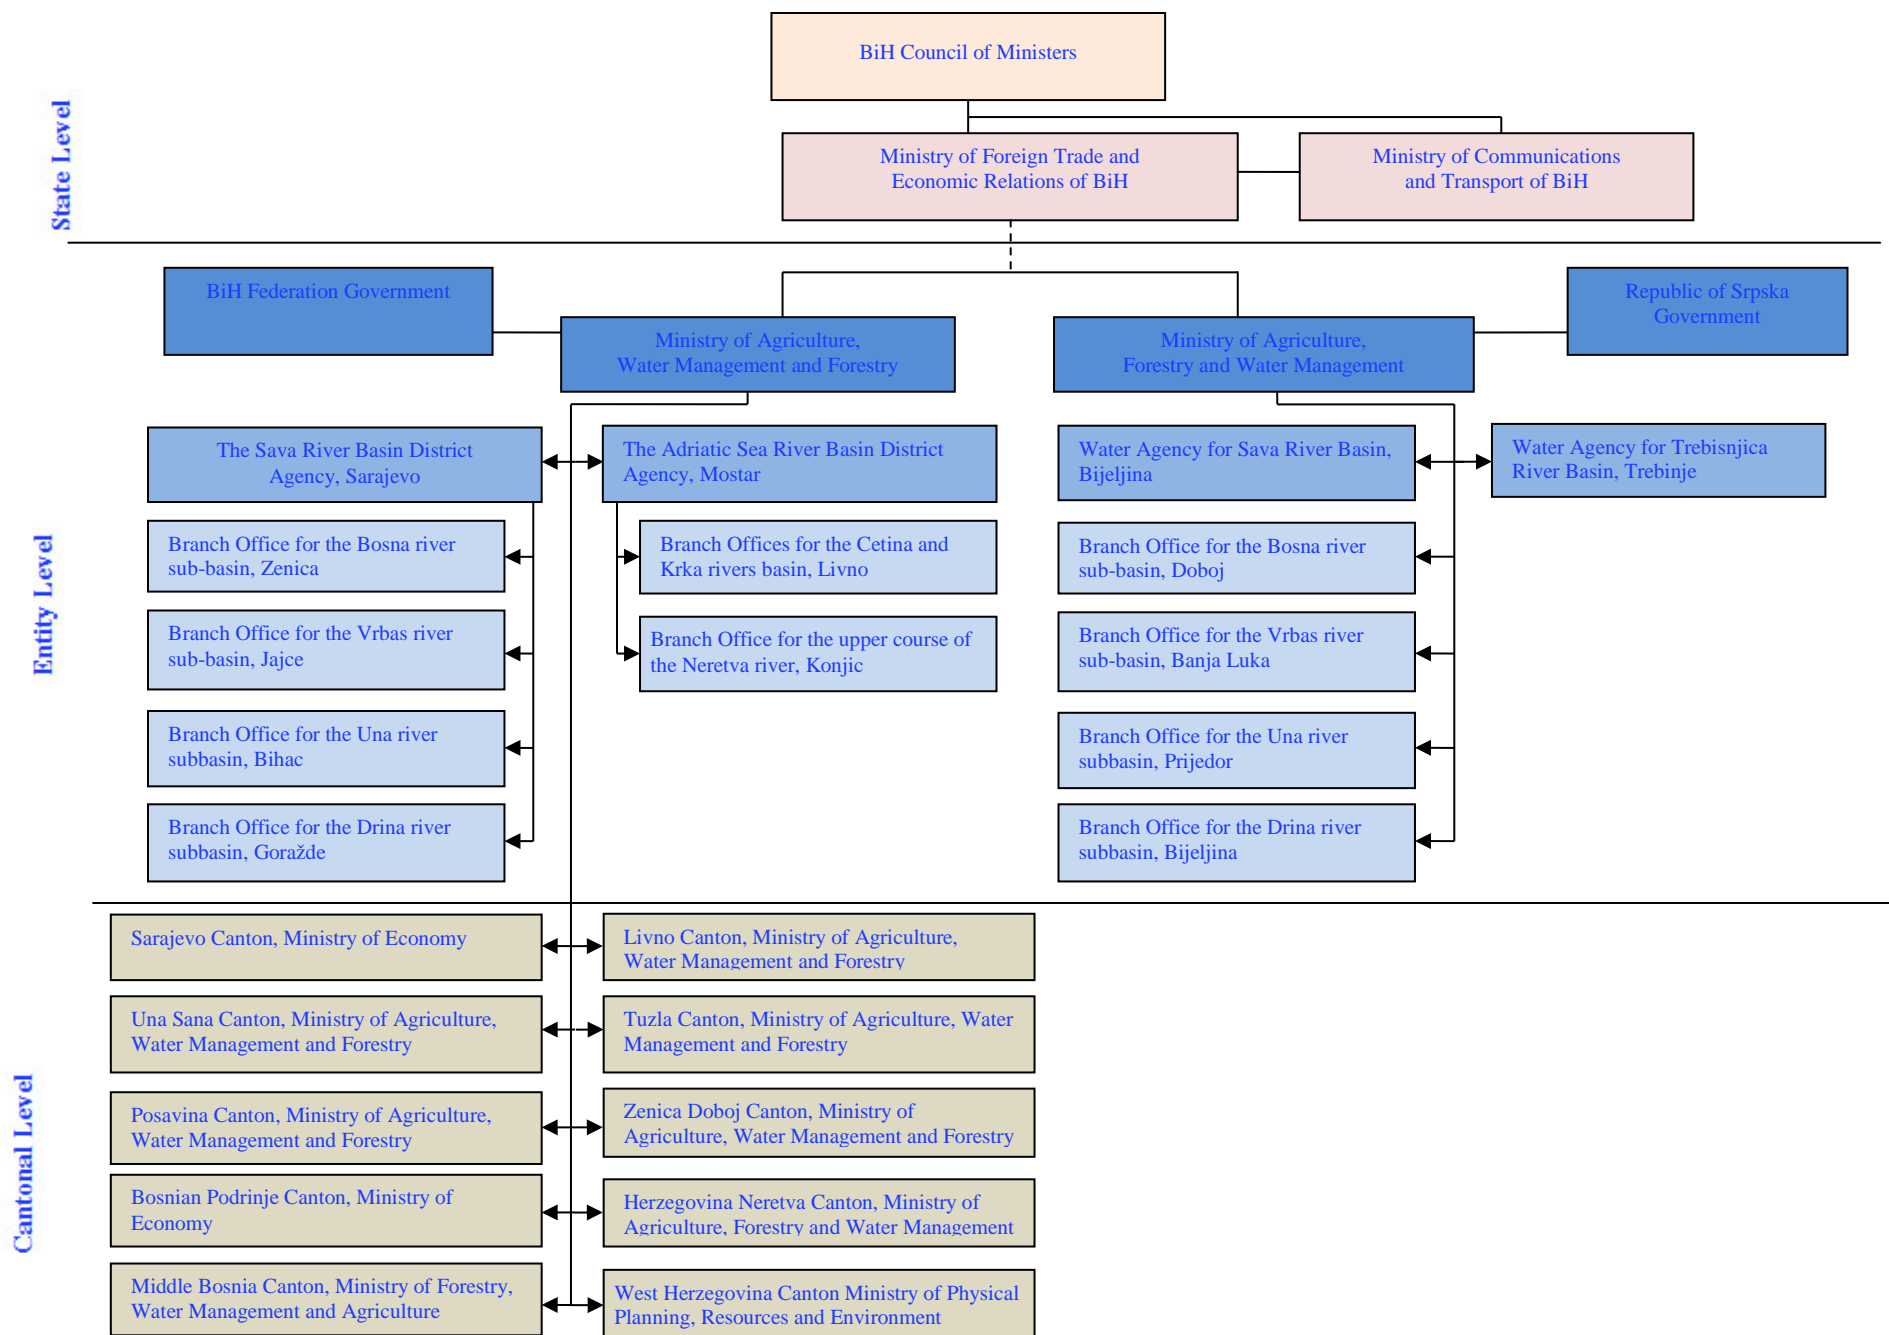 BiH Council of Ministers
State Level
Ministry of Foreign Trade and
Economic Relations of BiH
Ministry of Communications
and Transport of BiH
BiH Federation Government
Republic of Srpska
Government
Ministry of Agriculture,
Water Management and Forestry
Ministry of Agriculture,
Forestry and Water Management
Entity Level
The Sava River Basin District
Agency, Sarajevo
The Adriatic Sea River Basin District
Agency, Mostar
Water Agency for Sava River Basin,
Bijeljina
Water Agency for Trebisnjica
River Basin, Trebinje
Branch Office for the Bosna river
sub-basin, Zenica
Branch Offices for the Cetina and
Krka rivers basin, Livno
Branch Office for the Bosna river
sub-basin, Doboj
Branch Office for the Vrbas river
sub-basin, Jajce
Branch Office for the upper course of
the Neretva river, Konjic
Branch Office for the Vrbas river
sub-basin, Banja Luka
Branch Office for the Una river
subbasin, Bihac
Branch Office for the Una river
subbasin, Prijedor
Branch Office for the Drina river
subbasin, Goražde
Branch Office for the Drina river
subbasin, Bijeljina
Cantonal Level
Sarajevo Canton, Ministry of Economy
Livno Canton, Ministry of Agriculture,
Water Management and Forestry
Una Sana Canton, Ministry of Agriculture,
Water Management and Forestry
Tuzla Canton, Ministry of Agriculture, Water
Management and Forestry
Posavina Canton, Ministry of Agriculture,
Water Management and Forestry
Zenica Doboj Canton, Ministry of
Agriculture, Water Management and Forestry
Bosnian Podrinje Canton, Ministry of
Economy
Herzegovina Neretva Canton, Ministry of
Agriculture, Forestry and Water Management
Middle Bosnia Canton, Ministry of Forestry,
Water Management and Agriculture
West Herzegovina Canton Ministry of Physical
Planning, Resources and Environment